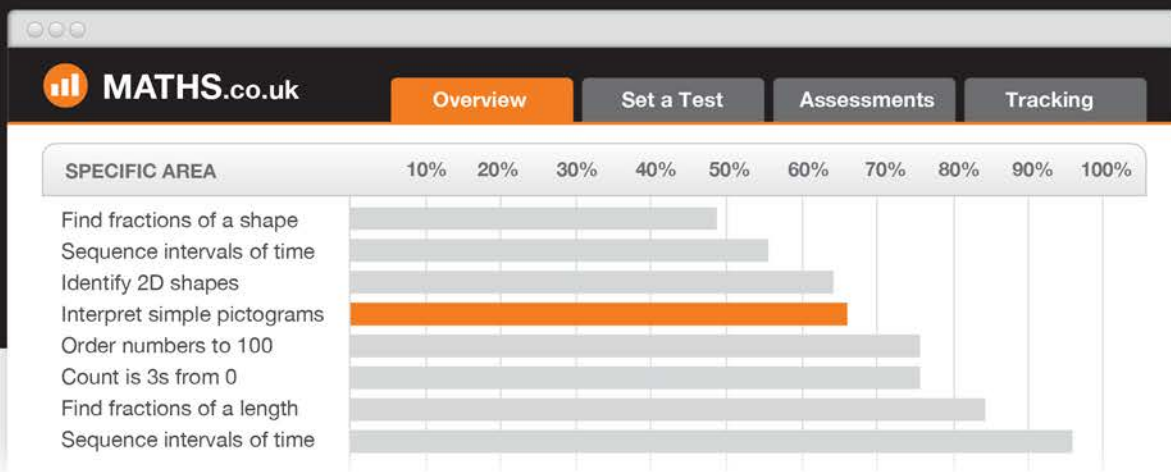 MATHS.co.uk
Overview Set a Test Assessments Tracking
SPECIFIC AREA 10% 20% 30% 40% 50% 60% 70% 80% 90% 100%
Find fractions of a shape
Sequence intervals of time
Identify 2D shapes
Interpret simple pictograms
Order numbers to 100
Count is 3s from 0
Find fractions of a length
Sequence intervals of time